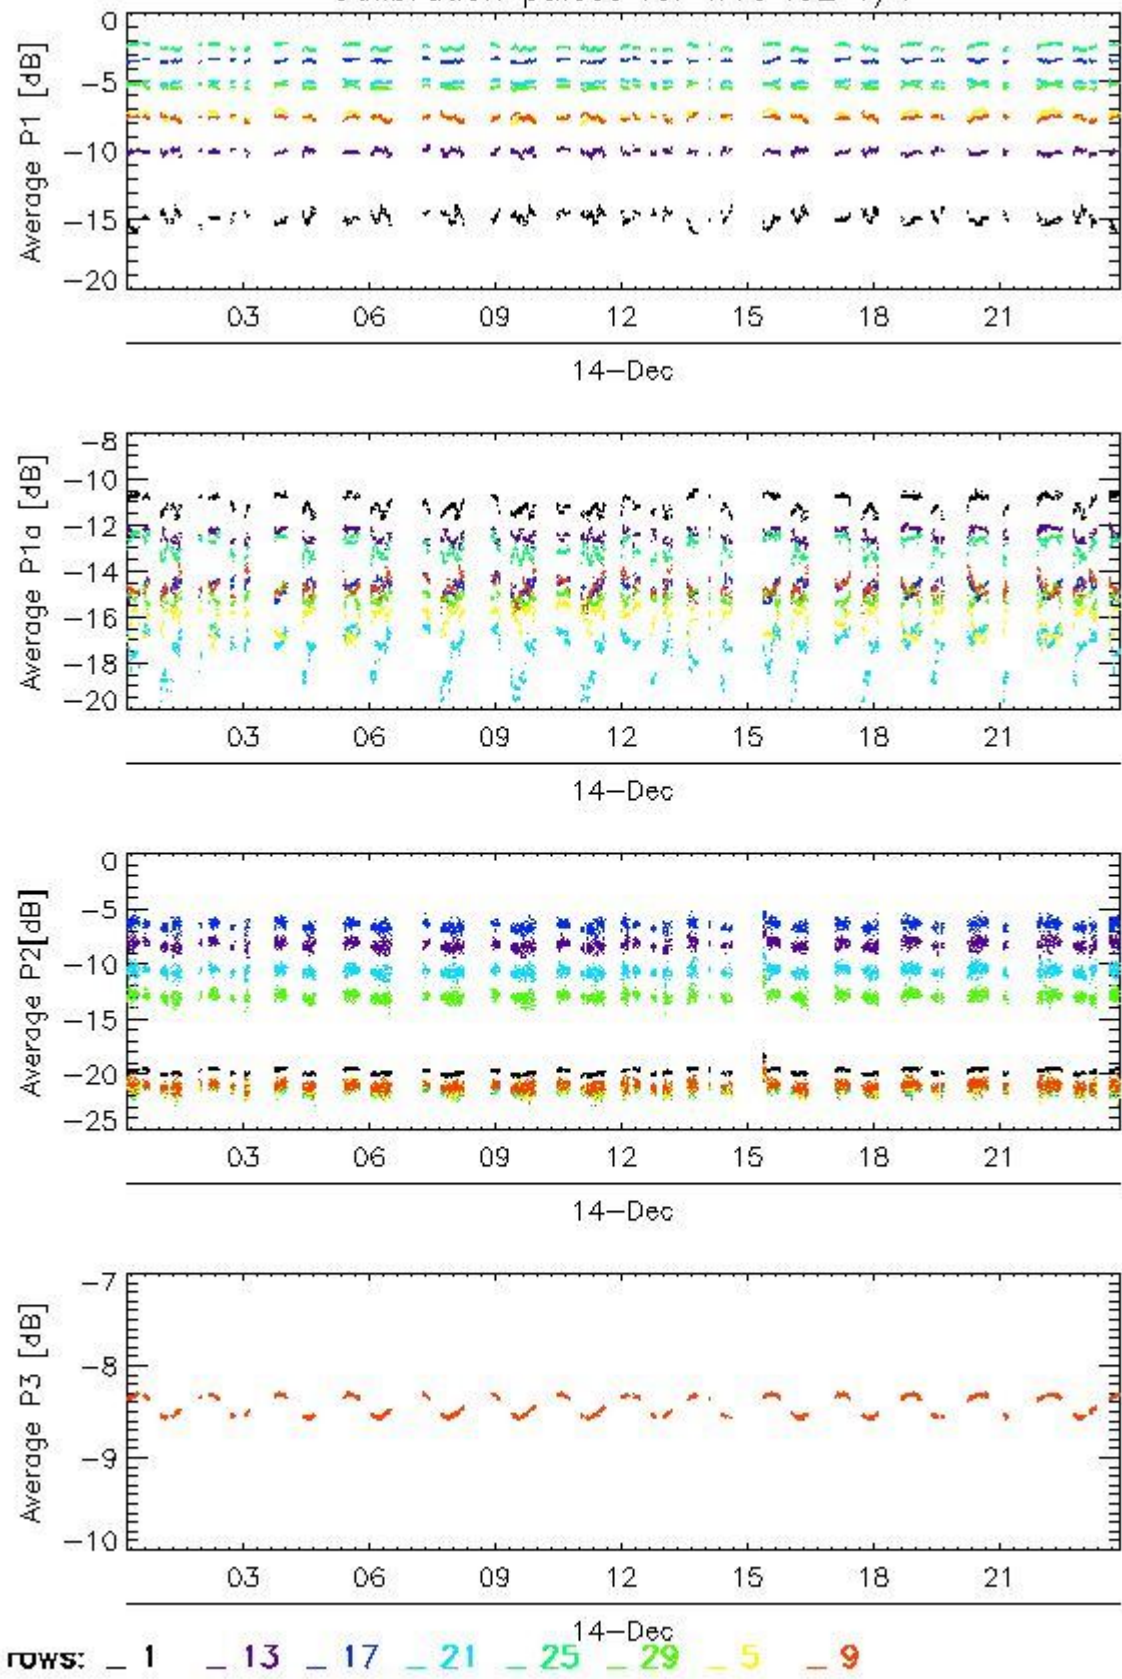 0
−5
−10
−15
−20
Average P1 [dB]
03 06 09 12 15 18 21
14−Dec
−8
−10
−12
−14
−16
−18
−20
Average P1a [dB]
03 06 09 12 15 18 21
14−Dec
0
−5
−10
−15
−20
−25
Average P2[dB]
03 06 09 12 15 18 21
14−Dec
−7
−8
−9
−10
Average P3 [dB]
03 06 09 12 15 18 21
14−Dec
rows: _ 1 _ 13 _ 17 _ 21 _ 25 _ 29 _ 5 _ 9